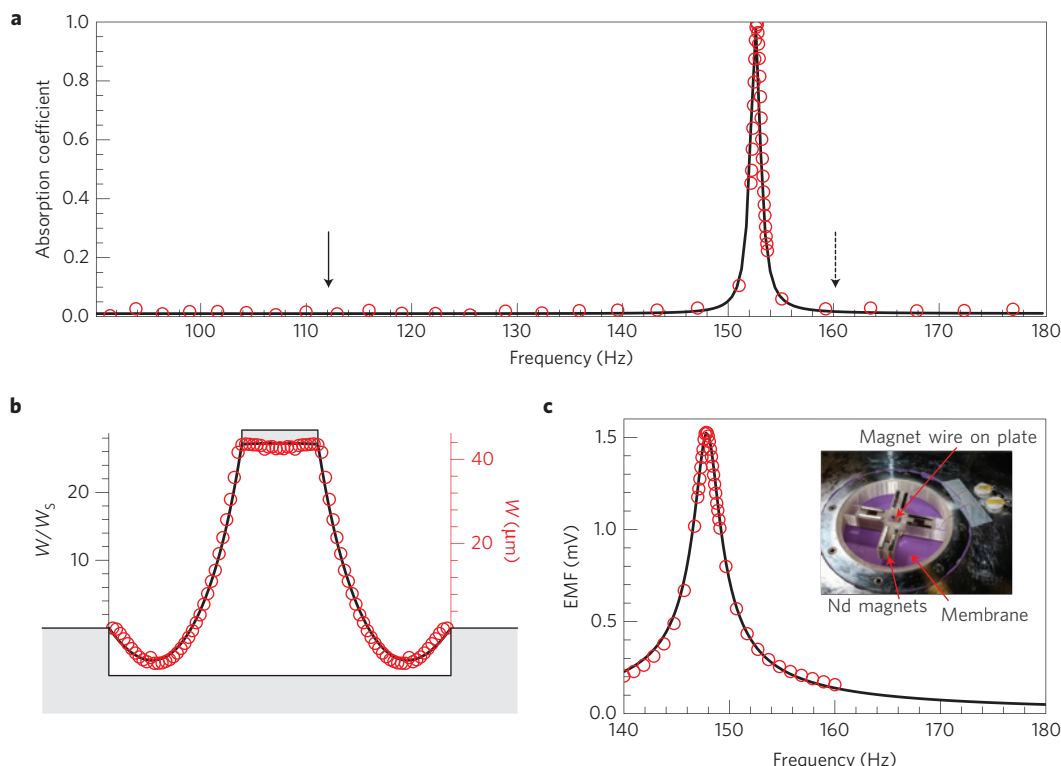 a
1.0
0.8
0.6
0.4
0.2
0.0
Absorption coefficient
100
110
120
130
140
150
160
170
180
Frequency (Hz)
b
20
10
W/Ws
40
20
W (μm)
c
1.5
1.0
0.5
0.0
EMF (mV)
Magnet wire on plate
Nd magnets
Membrane
140
150
160
170
180
Frequency (Hz)